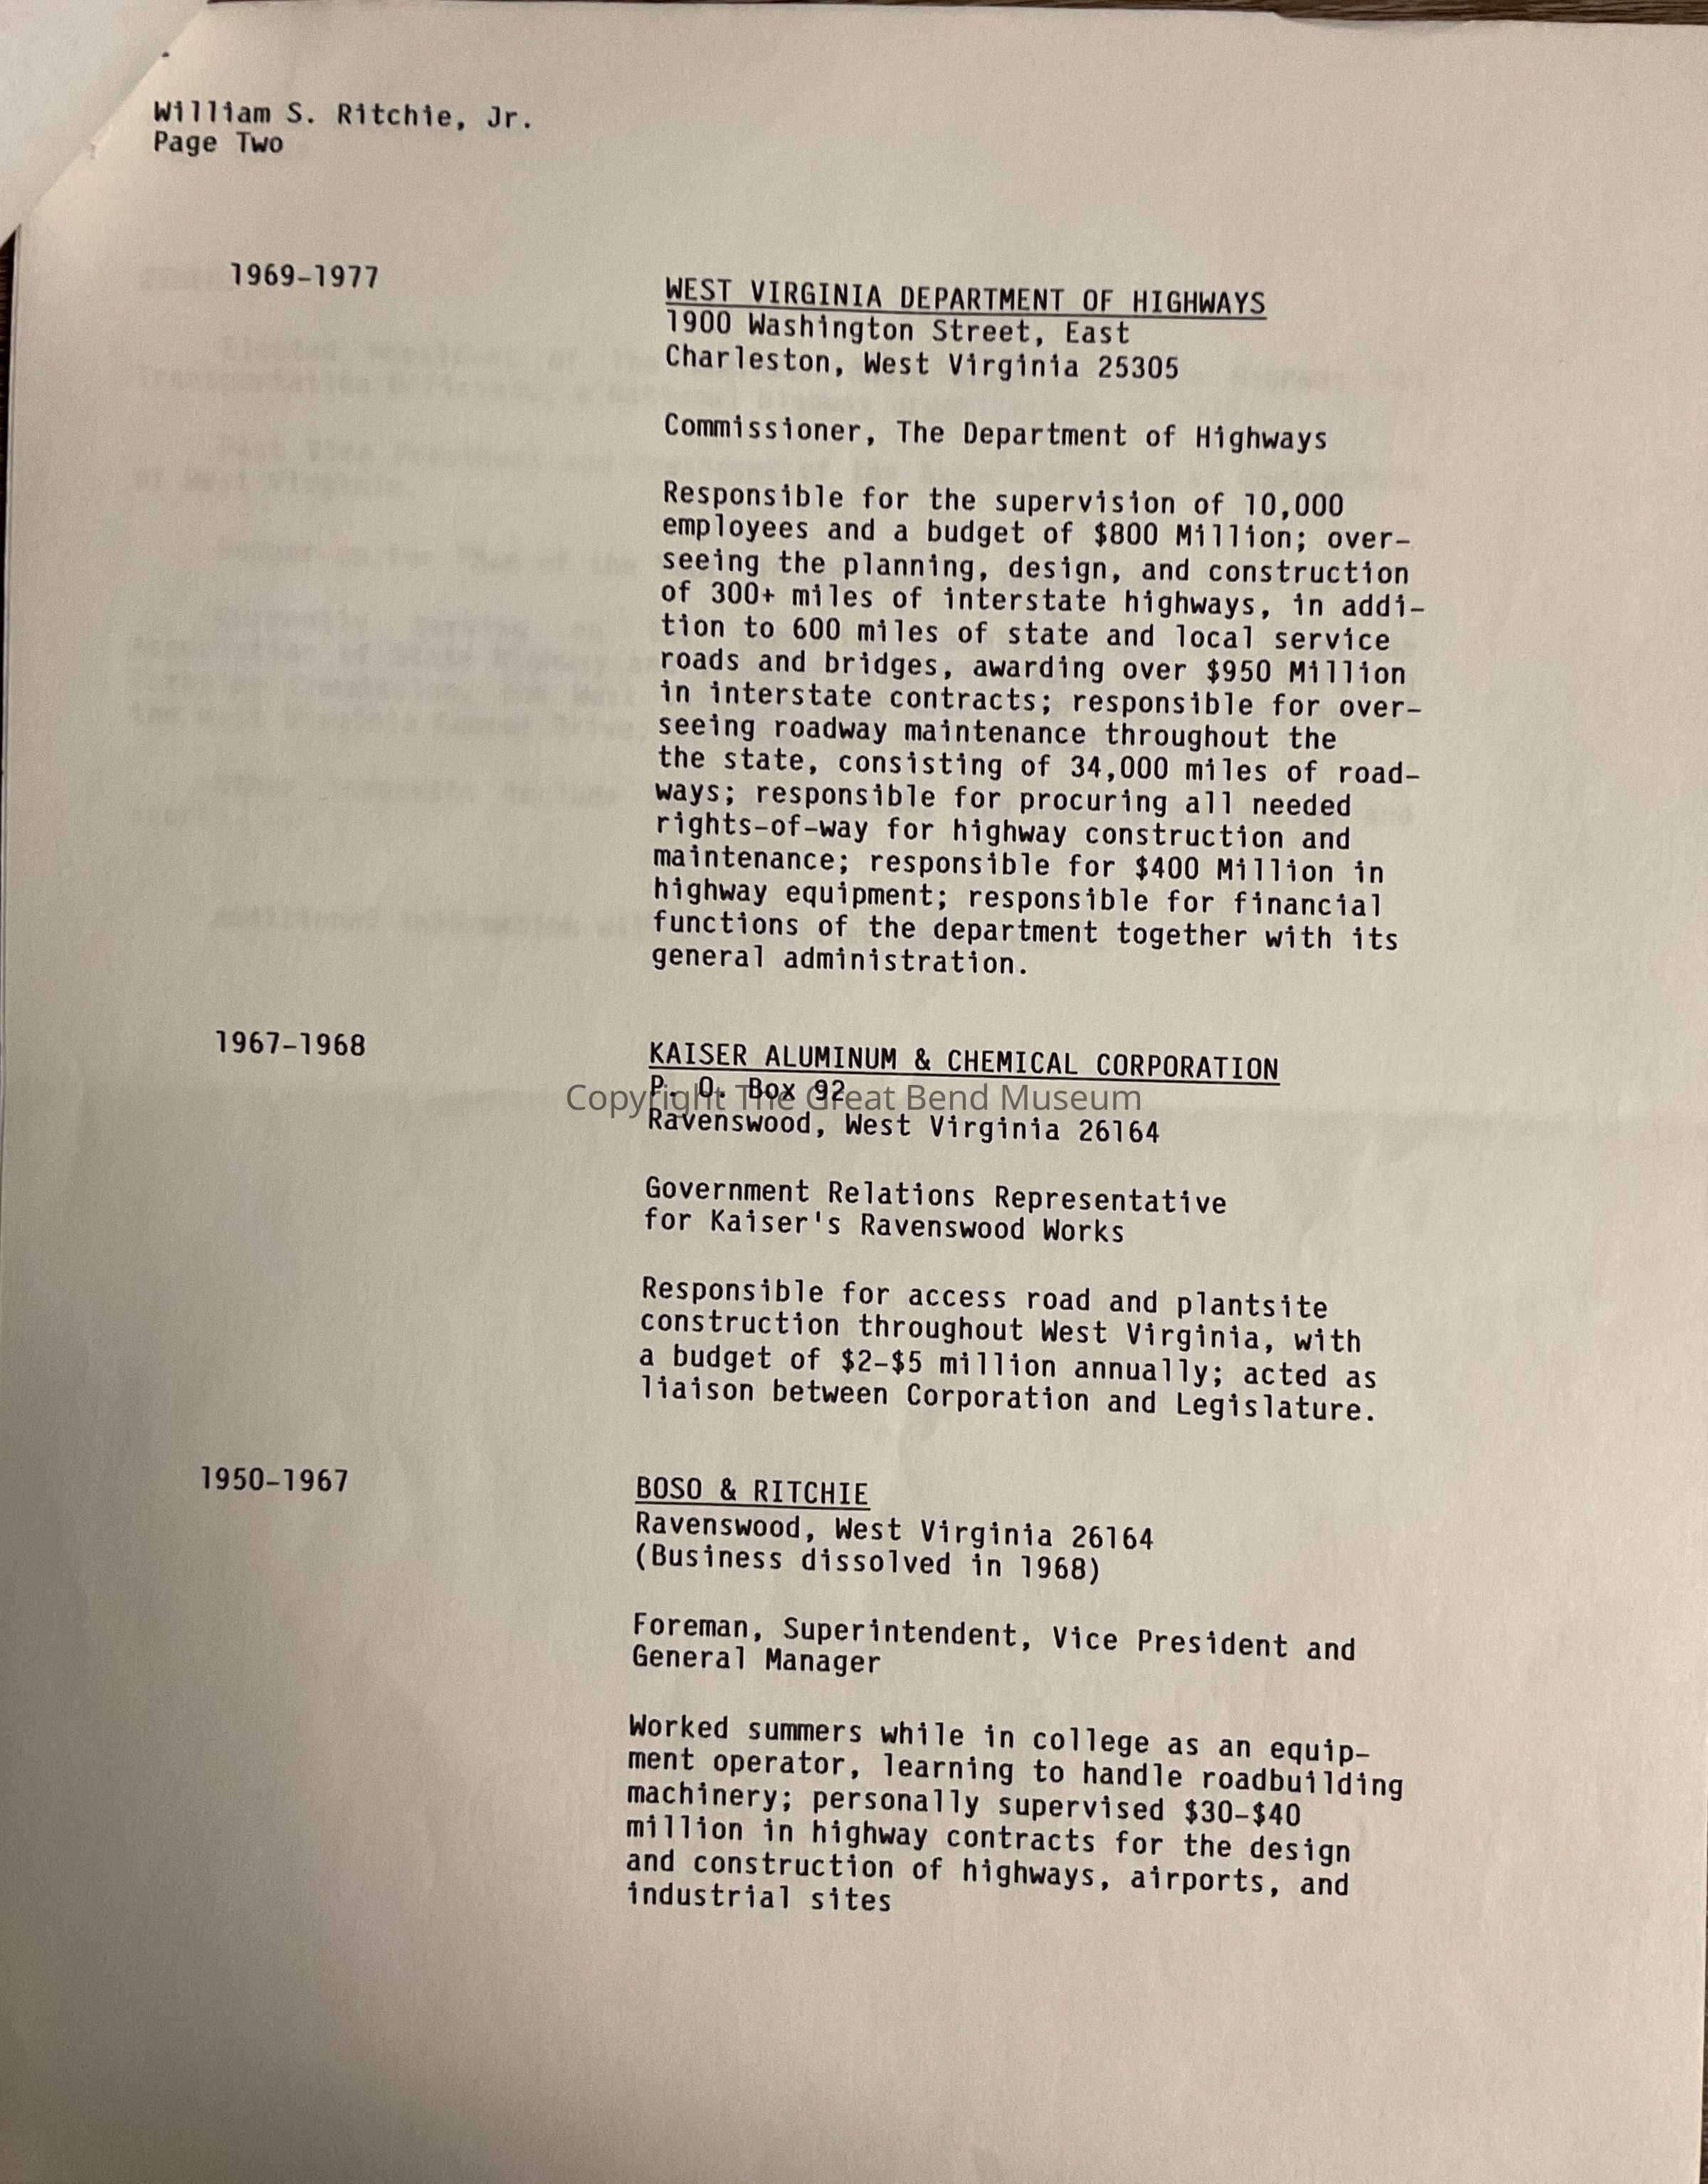 William S. Ritchie, Jr.
Page Two
1969-1977
WEST VIRGINIA DEPARTMENT OF HIGHWAYS
1900 Washington Street, East
Charleston, West Virginia 25305
Commissioner, The Department of Highways
Responsible for the supervision of 10,000
employees and a budget of $800 Million; over-
seeing the planning, design, and construction
of 300+ miles of interstate highways, in addi-
tion to 600 miles of state and local service
roads and bridges, awarding over $950 Million
in interstate contracts; responsible for over-
seeing roadway maintenance throughout the
the state, consisting of 34,000 miles of road-
ways; responsible for procuring all needed
rights-of-way for highway construction and
maintenance; responsible for $400 Million in
highway equipment; responsible for financial
functions of the department together with its
general administration.
1967-1968
KAISER ALUMINUM & CHEMICAL CORPORATION
P. O. Box 92
Copyright The Great Bend Museum
Ravenswood, West Virginia 26164
Government Relations Representative
for Kaiser's Ravenswood Works
Responsible for access road and plantsite
construction throughout West Virginia, with
a budget of $2-$5 million annually; acted as
liaison between Corporation and Legislature.
1950-1967
BOSO & RITCHIE
Ravenswood, West Virginia 26164
(Business dissolved in 1968)
Foreman, Superintendent, Vice President and
General Manager
Worked summers while in college as an equip-
ment operator, learning to handle roadbuilding
machinery; personally supervised $30-$40
million in highway contracts for the design
and construction of highways, airports, and
industrial sites